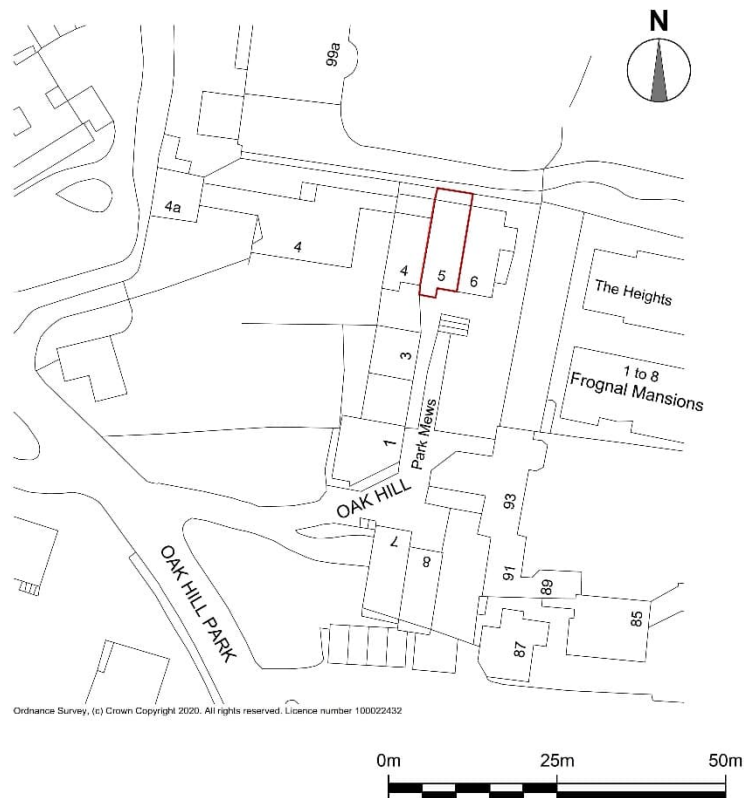 N
99a
4a
4
4
5
6
The Heights
3
1 to 8
Frognal Mansions
1
Park Mews
OAK HILL
93
7
8
91
89
OAK HILL PARK
85
87
Ordnance Survey, (c) Crown Copyright 2020. All rights reserved. Licence number 100022432
0m 25m 50m